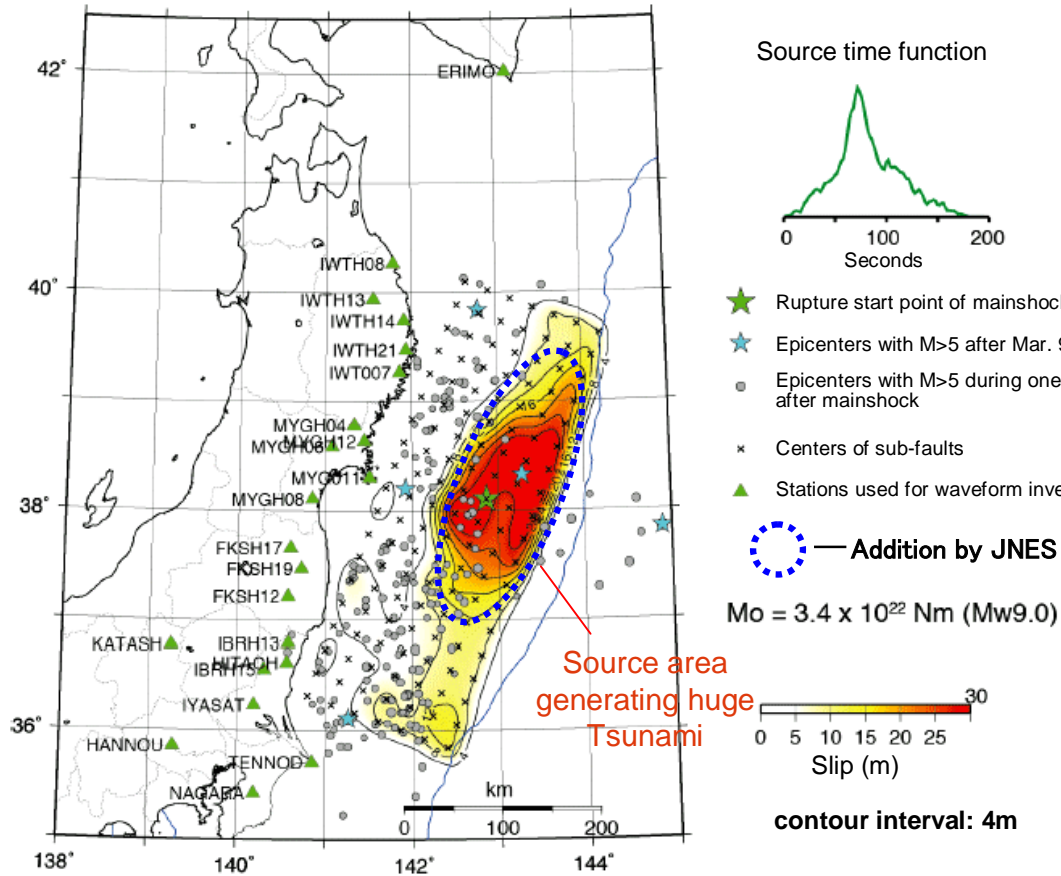 Source time function
0 100 200
Seconds
Rupture start point of mainshock
Epicenters with M>5 after Mar. 9
Epicenters with M>5 during one
after mainshock
Centers of sub-faults
Stations used for waveform inve
Addition by JNES
Mo = 3.4 x 10²² Nm (Mw9.0)
30
0 5 10 15 20 25
Slip (m)
contour interval: 4m
42°
40°
38°
36°
138° 140° 142° 144°
ERIMO
IWTH08
IWTH13
IWTH14
IWTH21
IWT007
MYGH04
MYGH12
MYGH06
MYG011
MYGH08
FKSH17
FKSH19
FKSH12
KATASH
IBRH13
HITAOH
IBRH15
IYASAT
HANNOU
TENNOD
NAGARA
Source area
generating huge
Tsunami
km
0 100 200